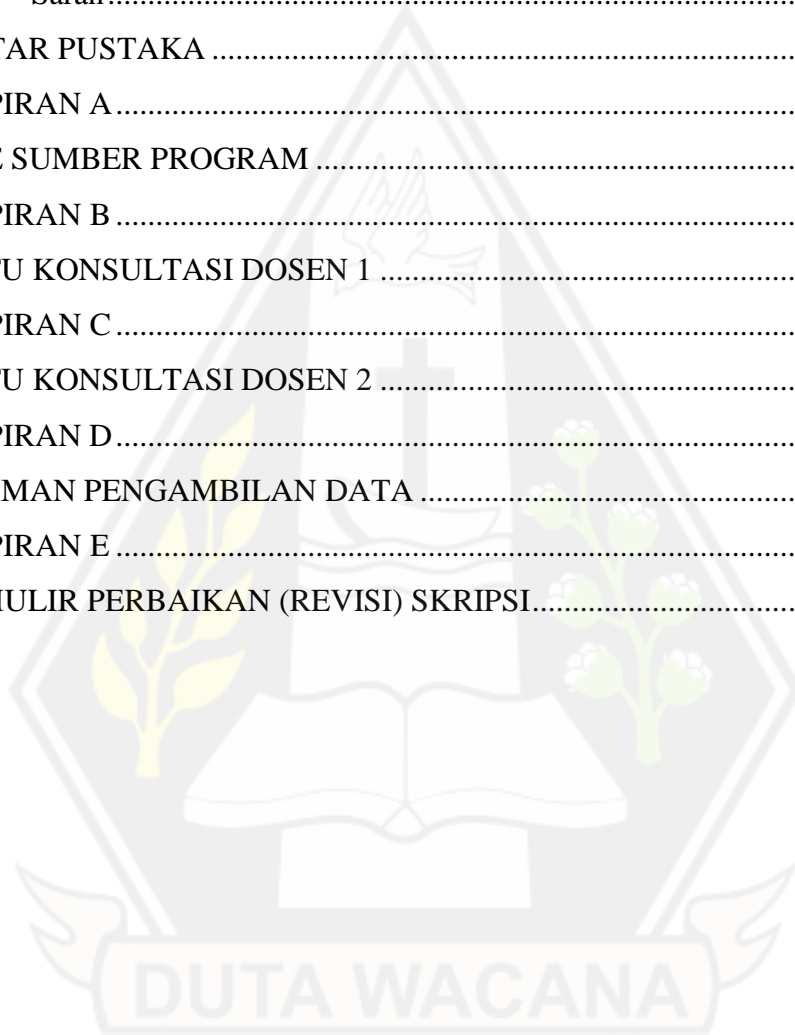 Saran........................................................................................
TAR PUSTAKA ........................................................................
PIRAN A.....................................................................................
E SUMBER PROGRAM ............................................................
PIRAN B.....................................................................................
TU KONSULTASI DOSEN 1 ....................................................
PIRAN C.....................................................................................
TU KONSULTASI DOSEN 2 ....................................................
PIRAN D.....................................................................................
MAN PENGAMBILAN DATA ...............................................
PIRAN E.....................................................................................
MULIR PERBAIKAN (REVISI) SKRIPSI.................................
DUTA WACANA